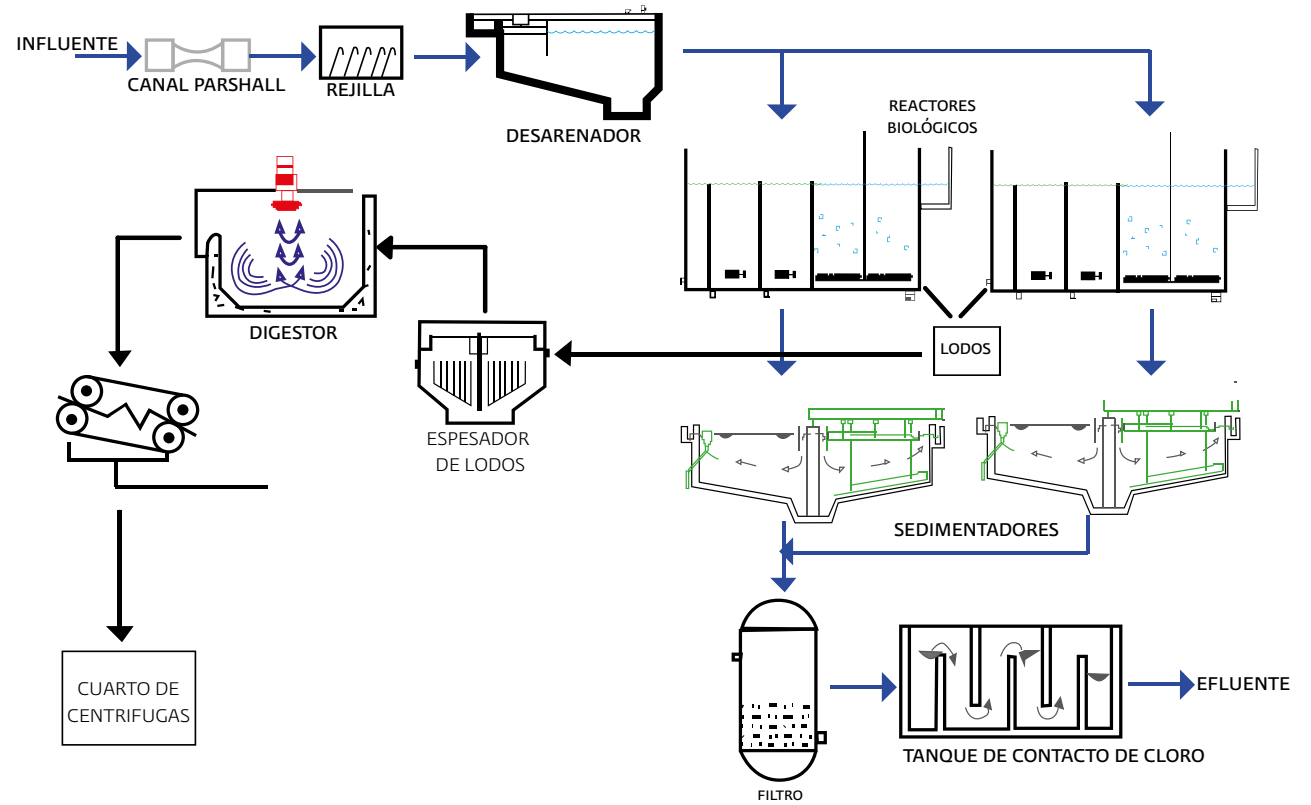 INFLUENTE
CANAL PARSHALL
REJILLA
DESARENADOR
REACTORES
BIOLÓGICOS
DIGESTOR
LODOS
ESPESADOR
DE LODOS
SEDIMENTADORES
CUARTO DE
CENTRIFUGAS
EFLUENTE
TANQUE DE CONTACTO DE CLORO
FILTRO